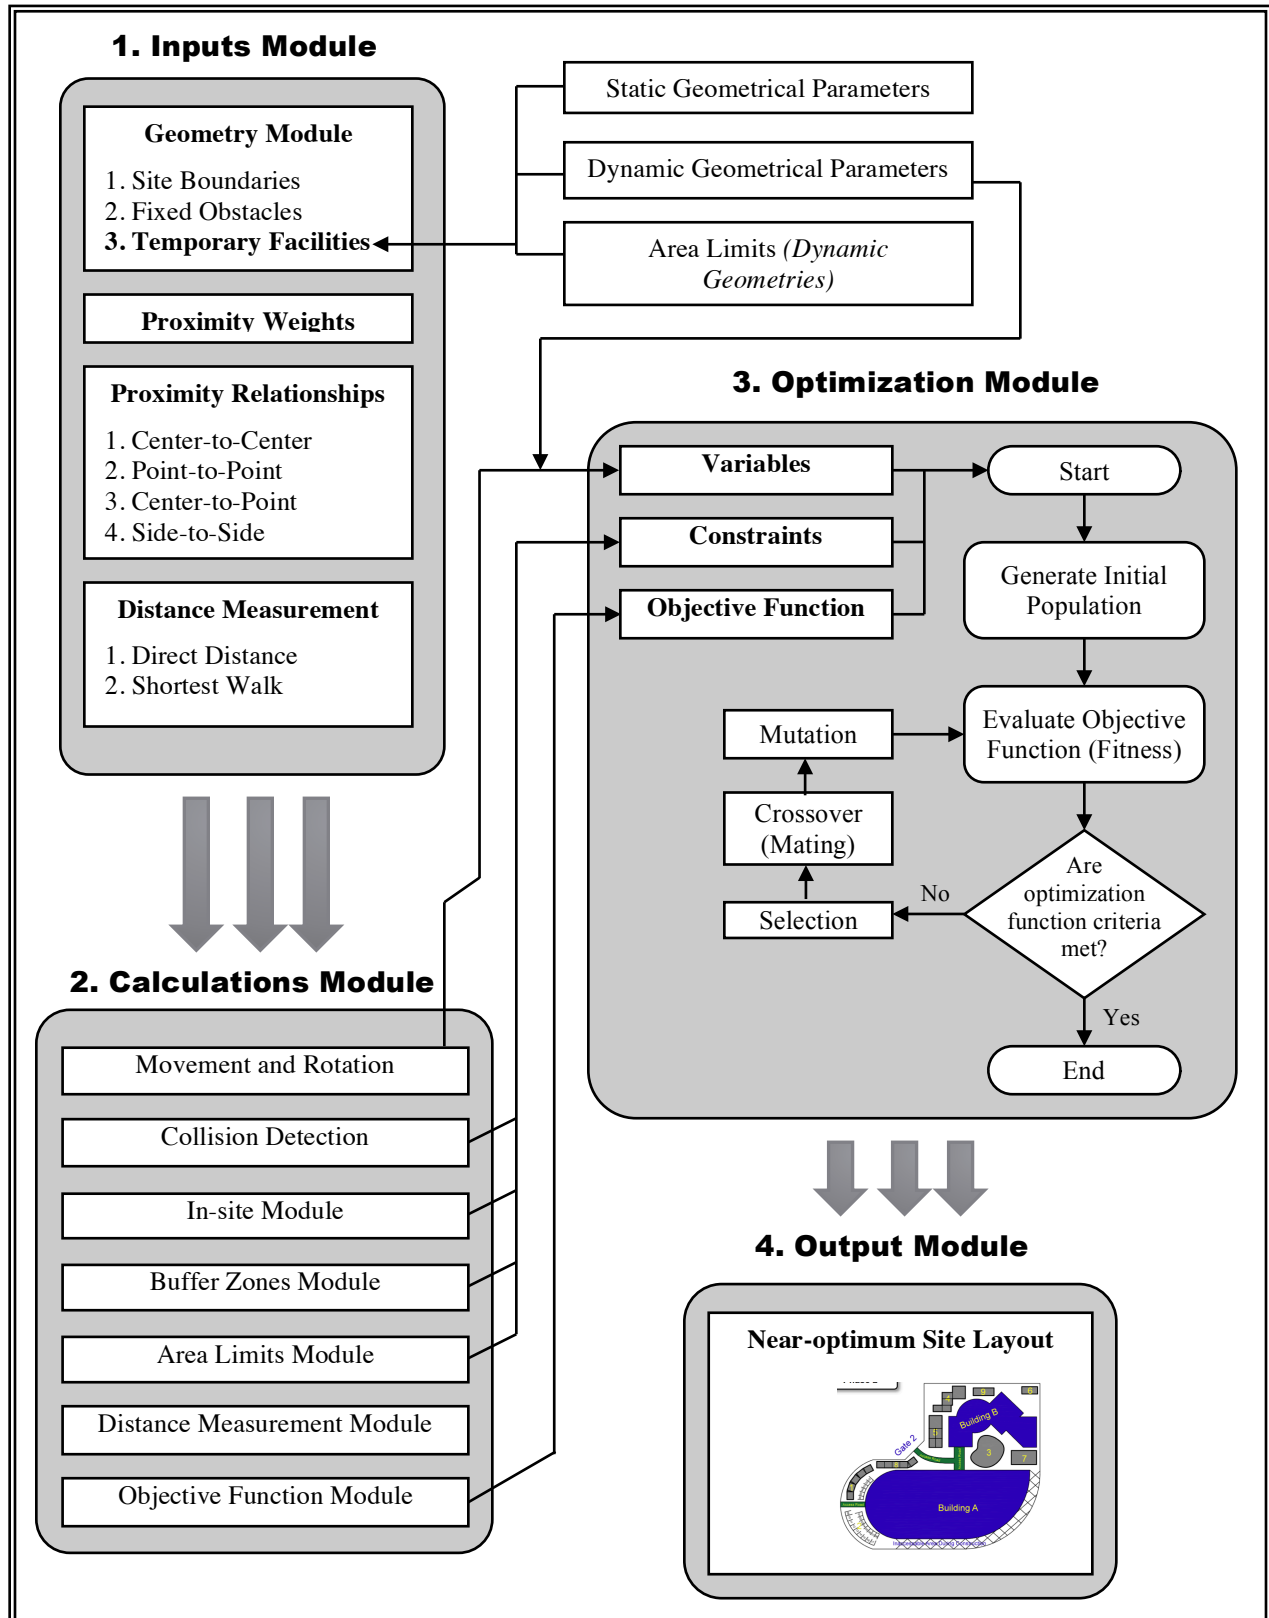 1. Inputs Module
Geometry Module
1. Site Boundaries
2. Fixed Obstacles
3. Temporary Facilities
Proximity Weights
Proximity Relationships
1. Center-to-Center
2. Point-to-Point
3. Center-to-Point
4. Side-to-Side
Distance Measurement
1. Direct Distance
2. Shortest Walk
Static Geometrical Parameters
Dynamic Geometrical Parameters
Area Limits (Dynamic
Geometries)
2. Calculations Module
Movement and Rotation
Collision Detection
In-site Module
Buffer Zones Module
Area Limits Module
Distance Measurement Module
Objective Function Module
3. Optimization Module
Variables
Constraints
Objective Function
Start
Generate Initial
Population
Evaluate Objective
Function (Fitness)
Mutation
Crossover
(Mating)
Selection
No
Are
optimization
function criteria
met?
Yes
End
4. Output Module
Near-optimum Site Layout
9
6
Building B
Gate 2
3
7
Building A